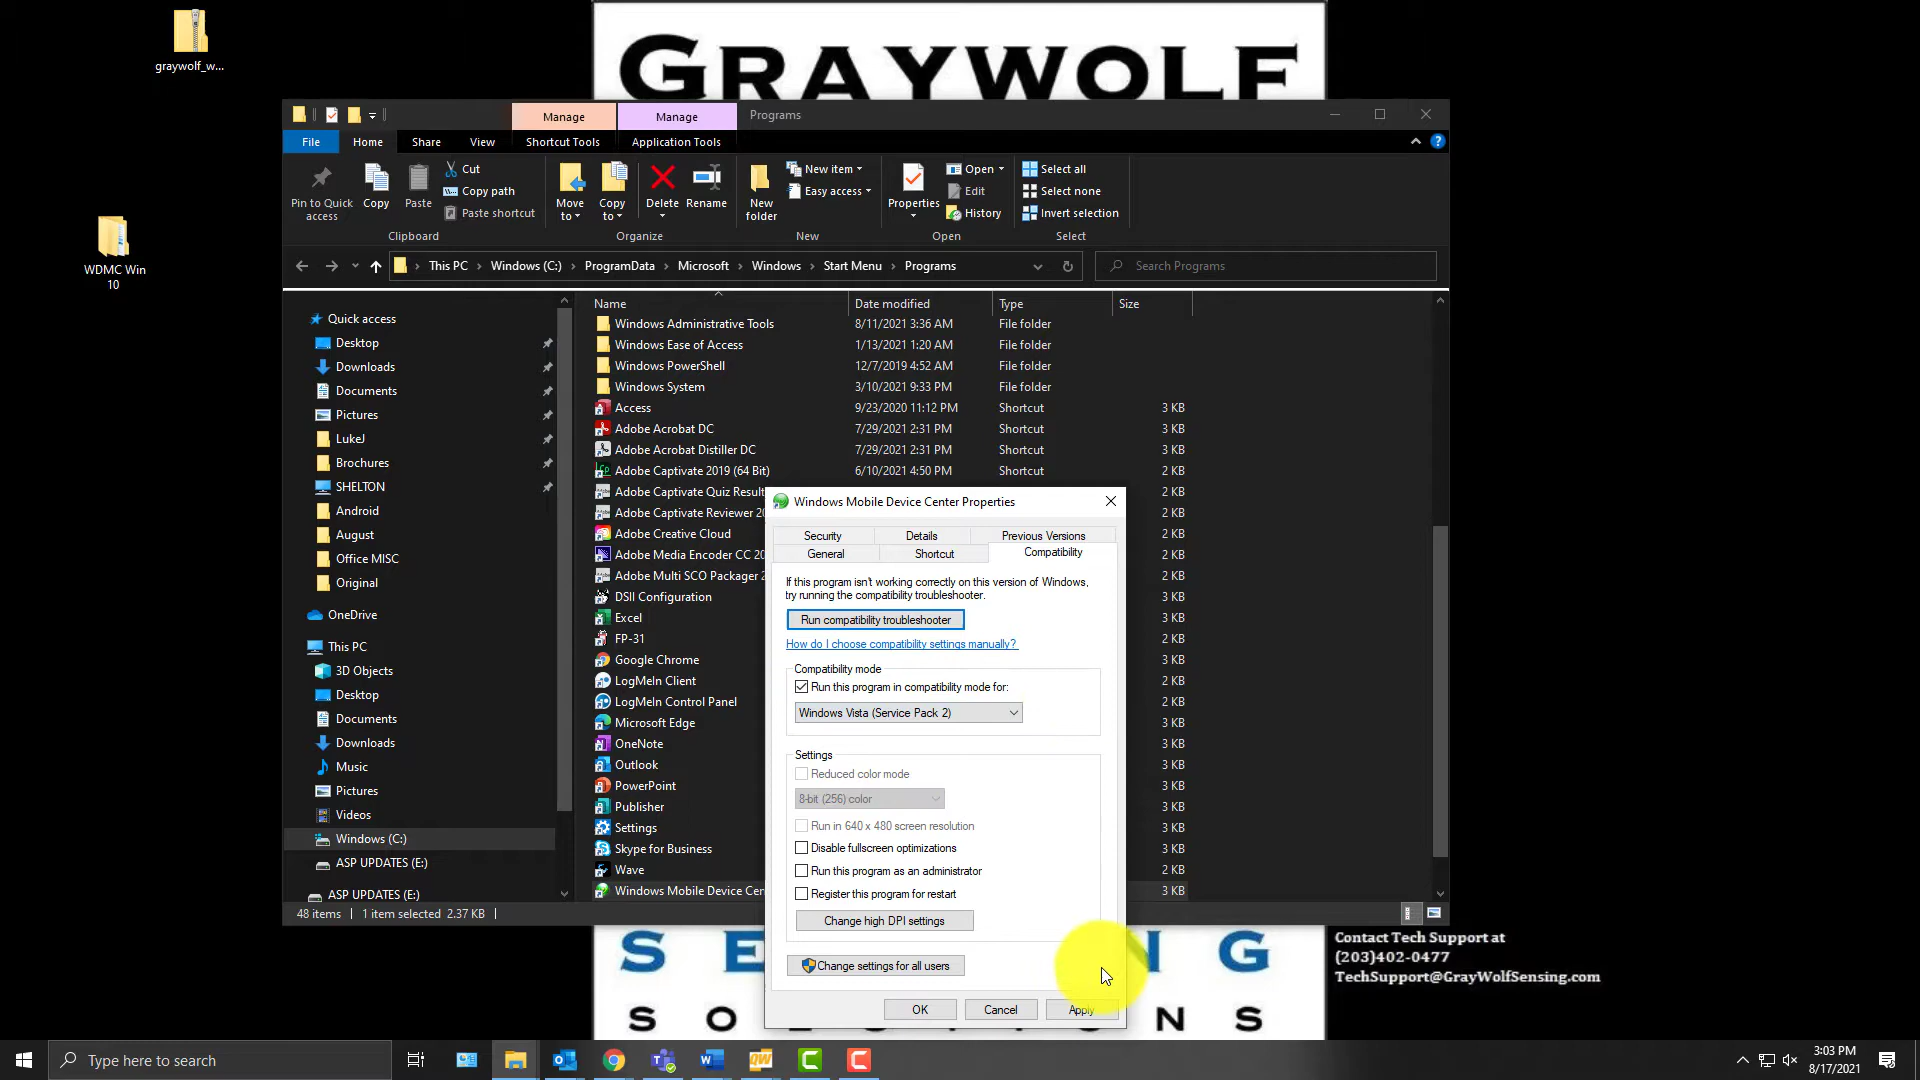 GRAYWOLF
graywolf_w...
WDMC Win
10
Manage
Manage
Programs
File
Home
Share
View
Shortcut Tools
Application Tools
Pin to Quick
access
Copy
Paste
Cut
Copy path
Paste shortcut
Move
to
Copy
to
Delete
Rename
New
folder
New item
Easy access
Properties
Open
Edit
History
Select all
Select none
Invert selection
Clipboard
Organize
New
Open
Select
This PC > Windows (C:) > ProgramData > Microsoft > Windows > Start Menu > Programs
Search Programs
Quick access
Desktop
Downloads
Documents
Pictures
LukeJ
Brochures
SHELTON
Android
August
Office MISC
Original
OneDrive
This PC
3D Objects
Desktop
Documents
Downloads
Music
Pictures
Videos
Windows (C:)
ASP UPDATES (E:)
ASP UPDATES (E:)
Name Date modified Type Size
Windows Administrative Tools 8/11/2021 3:36 AM File folder
Windows Ease of Access 1/13/2021 1:20 AM File folder
Windows PowerShell 12/7/2019 4:52 AM File folder
Windows System 3/10/2021 9:33 PM File folder
Access 9/23/2020 11:12 PM Shortcut 3 KB
Adobe Acrobat DC 7/29/2021 2:31 PM Shortcut 3 KB
Adobe Acrobat Distiller DC 7/29/2021 2:31 PM Shortcut 3 KB
Adobe Captivate 2019 (64 Bit) 6/10/2021 4:50 PM Shortcut 2 KB
Adobe Captivate Quiz Result 2 KB
Adobe Captivate Reviewer 2 2 KB
Adobe Creative Cloud 2 KB
Adobe Media Encoder CC 20 2 KB
Adobe Multi SCO Packager 2 2 KB
DSII Configuration 3 KB
Excel 3 KB
FP-31 3 KB
Google Chrome 3 KB
LogMeIn Client 3 KB
LogMeIn Control Panel 3 KB
Microsoft Edge 3 KB
OneNote 3 KB
Outlook 3 KB
PowerPoint 3 KB
Publisher 3 KB
Settings 3 KB
Skype for Business 3 KB
Wave 3 KB
Windows Mobile Device Cen 3 KB
48 items
1 item selected 2.37 KB
Windows Mobile Device Center Properties
Security
Details
Previous Versions
General
Shortcut
Compatibility
If this program isn't working correctly on this version of Windows,
try running the compatibility troubleshooter.
Run compatibility troubleshooter
How do I choose compatibility settings manually?
Compatibility mode
Run this program in compatibility mode for:
Windows Vista (Service Pack 2)
Settings
Reduced color mode
8-bit (256) color
Run in 640 x 480 screen resolution
Disable fullscreen optimizations
Run this program as an administrator
Register this program for restart
Change high DPI settings
Change settings for all users
OK
Cancel
Apply
S E N G
S O N S
Contact Tech Support at
(203)402-0477
TechSupport@GrayWolfSensing.com
Type here to search
QW
3:03 PM
8/17/2021